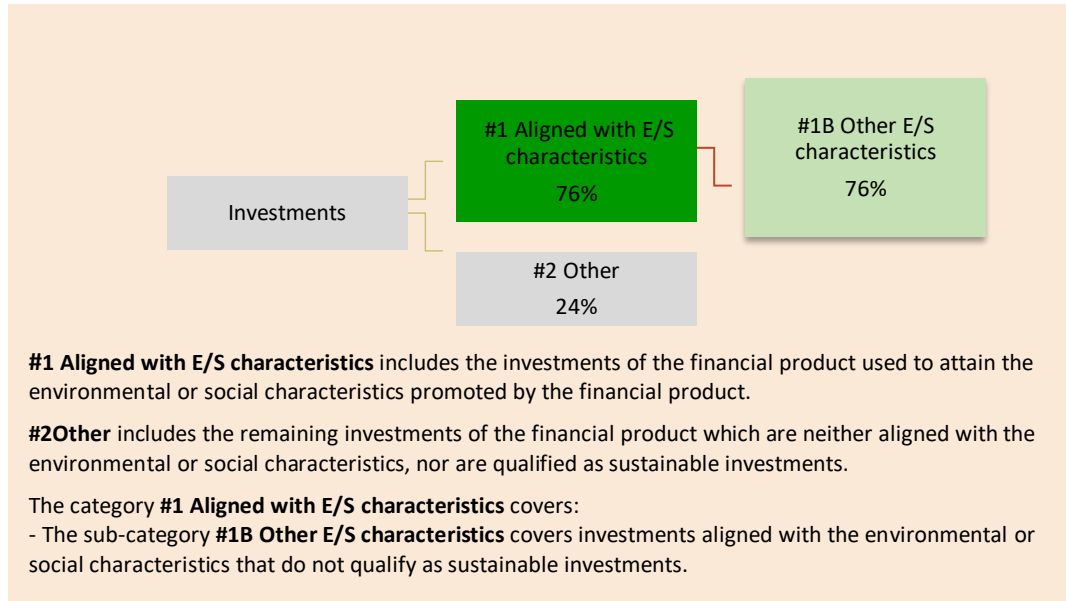 #1 Aligned with E/S
characteristics
76%
#1B Other E/S
characteristics
76%
Investments
#2 Other
24%
#1 Aligned with E/S characteristics includes the investments of the financial product used to attain the
environmental or social characteristics promoted by the financial product.
#2Other includes the remaining investments of the financial product which are neither aligned with the
environmental or social characteristics, nor are qualified as sustainable investments.
The category #1 Aligned with E/S characteristics covers:
- The sub-category #1B Other E/S characteristics covers investments aligned with the environmental or
social characteristics that do not qualify as sustainable investments.